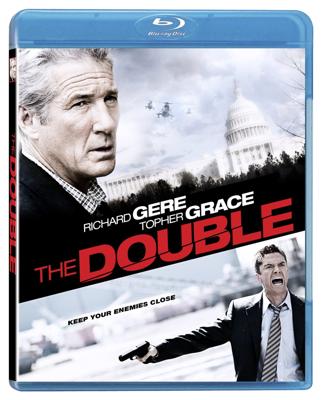 Blu-ray Disc
RICHARD GERE
TOPHER GRACE
THE DOUBLE
KEEP YOUR ENEMIES CLOSE
THE DOUBLE